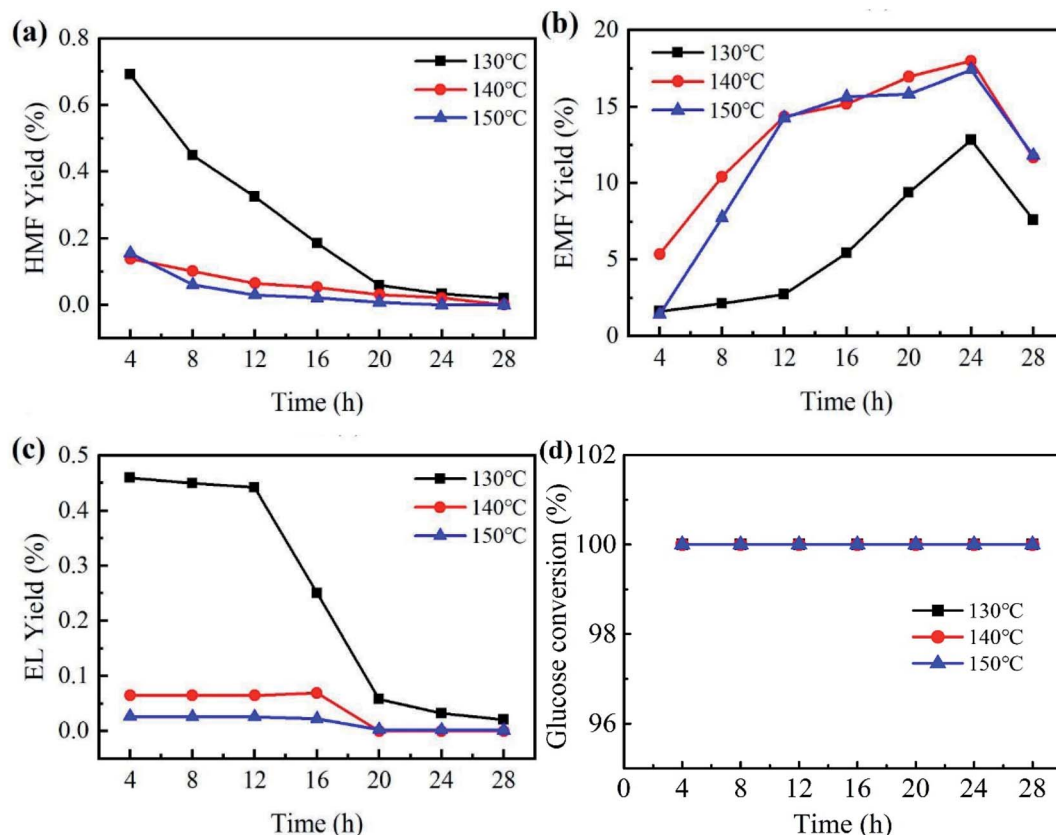 (a)
0.8
0.6
0.4
0.2
0.0
HMF Yield (%)
130℃
140℃
150℃
4 8 12 16 20 24 28
Time (h)
(b)
20
15
10
5
0
EMF Yield (%)
130℃
140℃
150℃
4 8 12 16 20 24 28
Time (h)
(c)
0.5
0.4
0.3
0.2
0.1
0.0
EL Yield (%)
130℃
140℃
150℃
4 8 12 16 20 24 28
Time (h)
(d)
102
100
98
96
Glucose conversion (%)
130℃
140℃
150℃
0 4 8 12 16 20 24 28
Time (h)